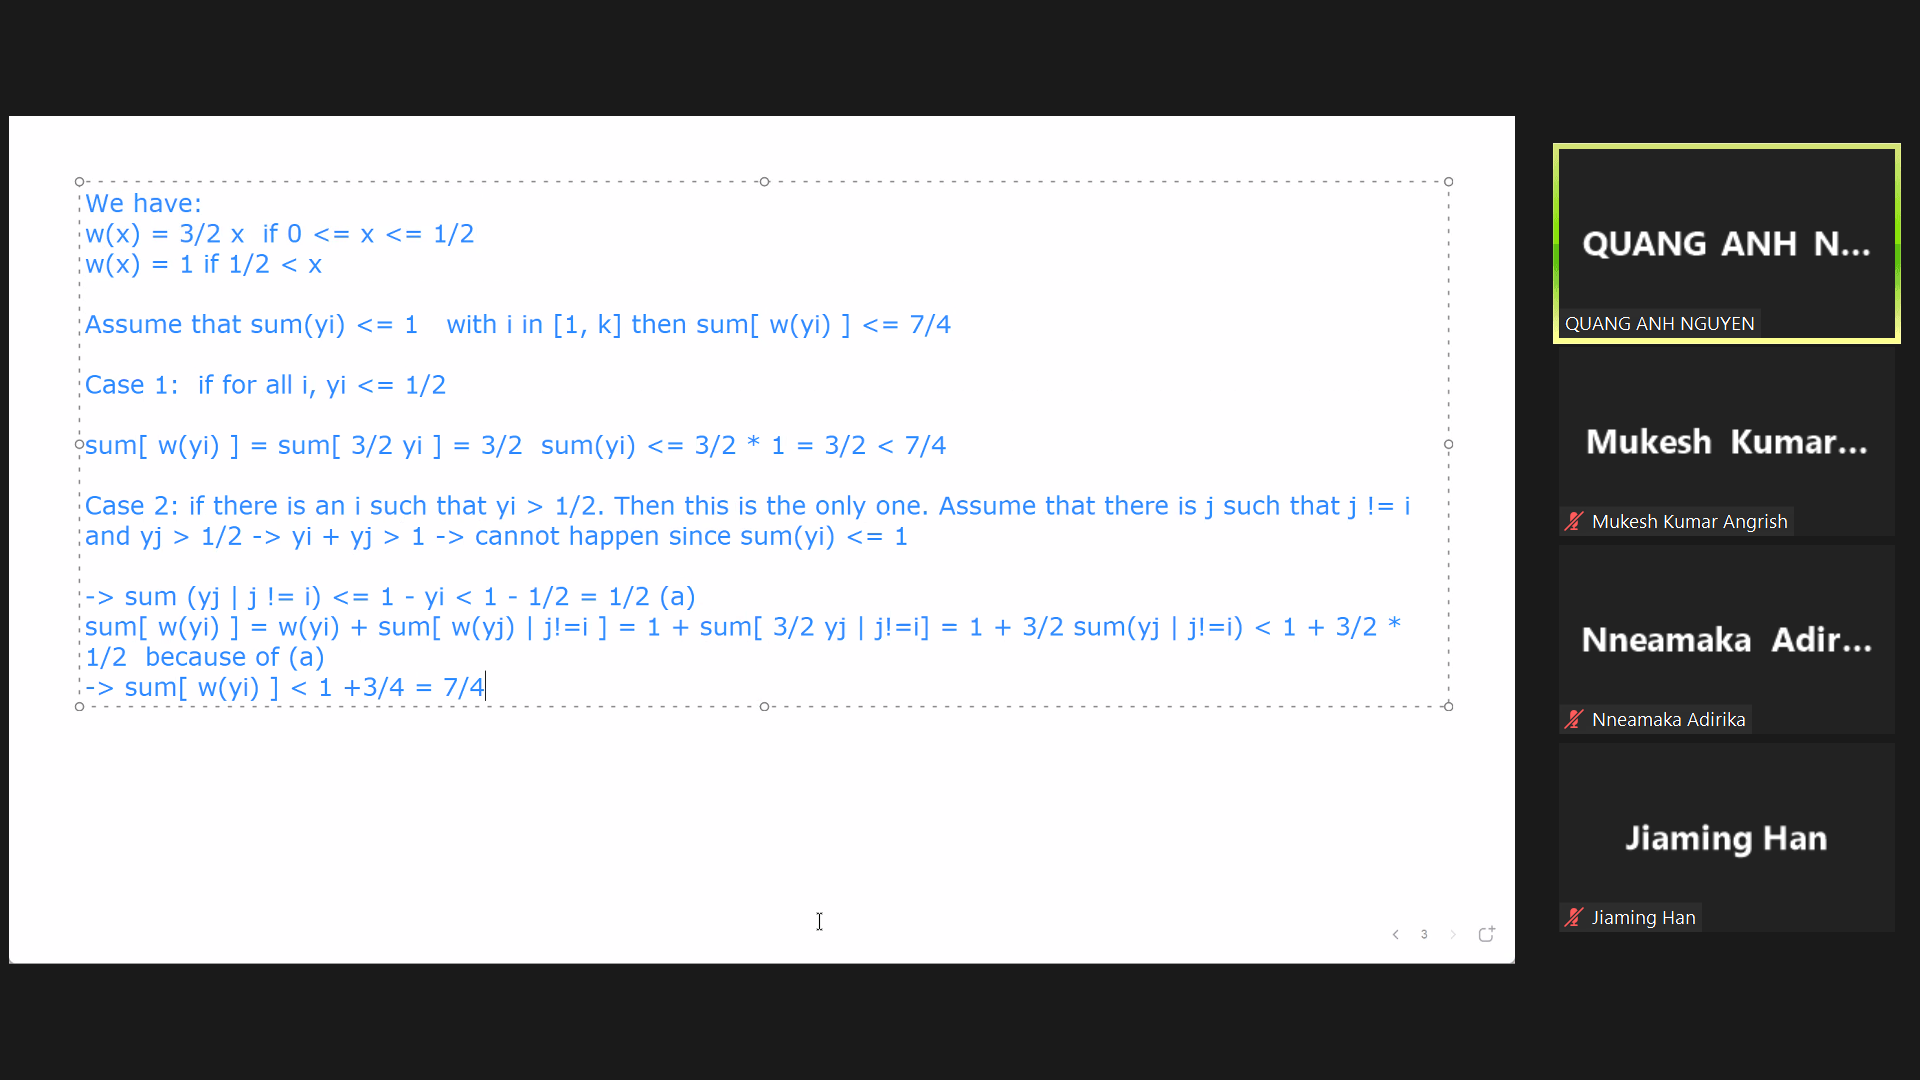 We have:
w(x) = 3/2 x  if 0 <= x <= 1/2
w(x) = 1 if 1/2 < x
Assume that sum(yi) <= 1   with i in [1, k] then sum[ w(yi) ] <= 7/4
Case 1:  if for all i, yi <= 1/2
sum[ w(yi) ] = sum[ 3/2 yi ] = 3/2  sum(yi) <= 3/2 * 1 = 3/2 < 7/4
Case 2: if there is an i such that yi > 1/2. Then this is the only one. Assume that there is j such that j != i
and yj > 1/2 -> yi + yj > 1 -> cannot happen since sum(yi) <= 1
-> sum (yj | j != i) <= 1 - yi < 1 - 1/2 = 1/2 (a)
sum[ w(yi) ] = w(yi) + sum[ w(yj) | j!=i ] = 1 + sum[ 3/2 yj | j!=i] = 1 + 3/2 sum(yj | j!=i) < 1 + 3/2 *
1/2  because of (a)
-> sum[ w(yi) ] < 1 +3/4 = 7/4
3
QUANG ANH N...
QUANG ANH NGUYEN
Mukesh Kumar...
Mukesh Kumar Angrish
Nneamaka Adir...
Nneamaka Adirika
Jiaming Han
Jiaming Han